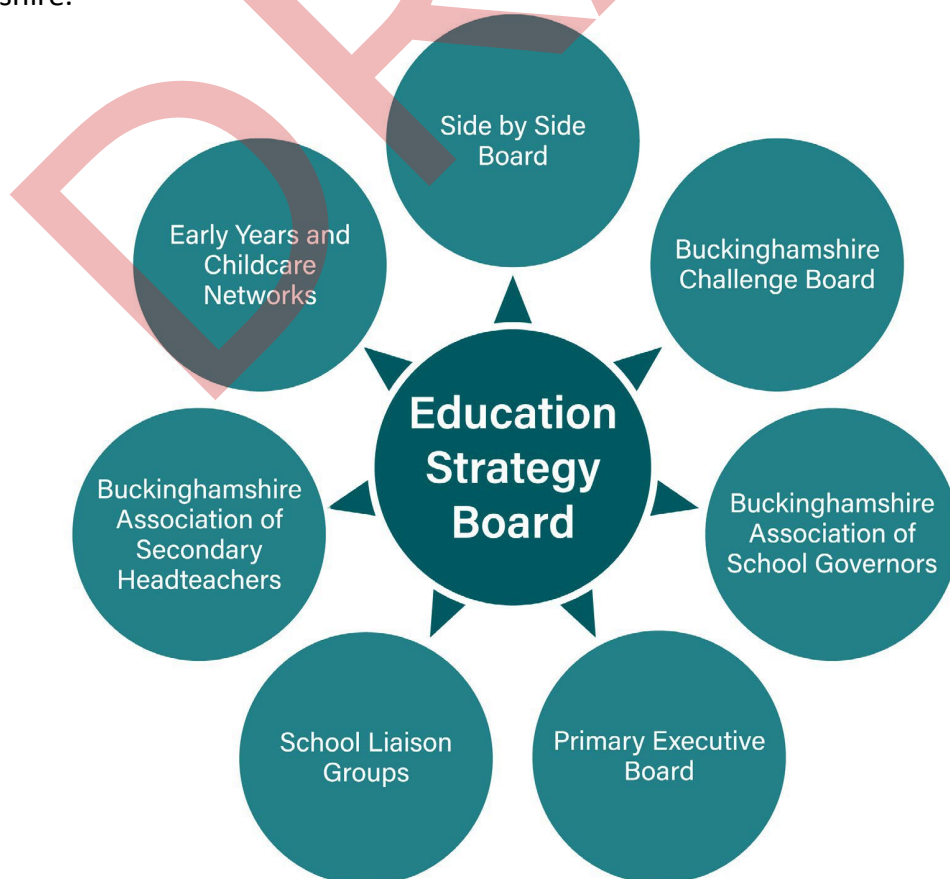 shire.
Side by Side
Board
Buckinghamshire
Challenge Board
Buckinghamshire
Association of
School Governors
Primary Executive
Board
School Liaison
Groups
Buckinghamshire
Association of
Secondary
Headteachers
Early Years and
Childcare
Networks
Education
Strategy
Board